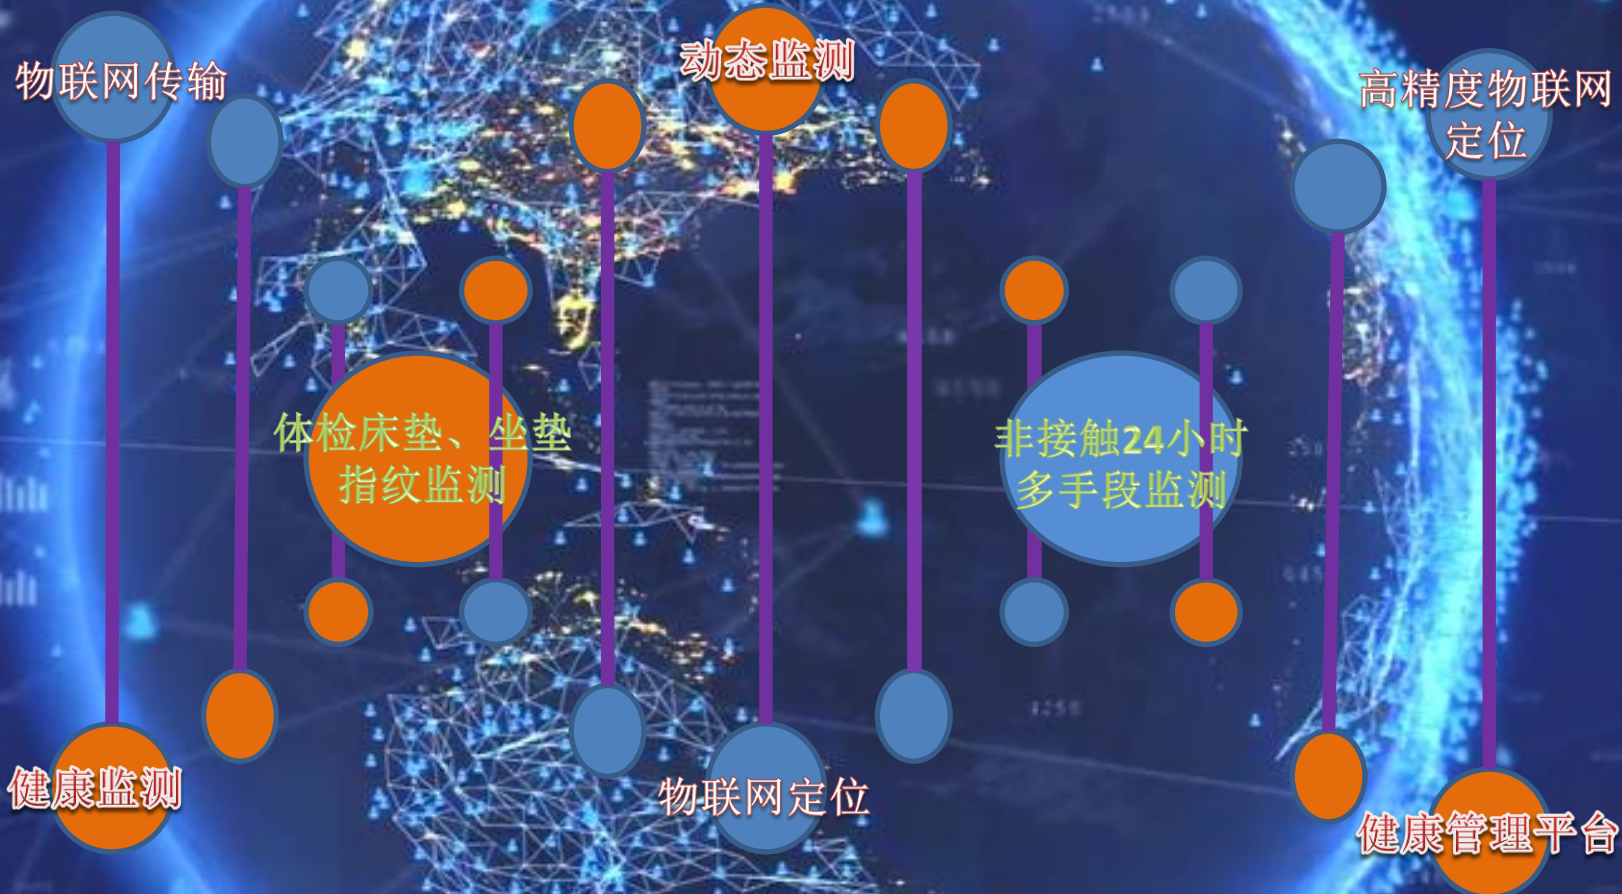 物联网传输
动态监测
高精度物联网
定位
体检床垫、坐垫
指纹监测
非接触24小时
多手段监测
健康监测
物联网定位
健康管理平台